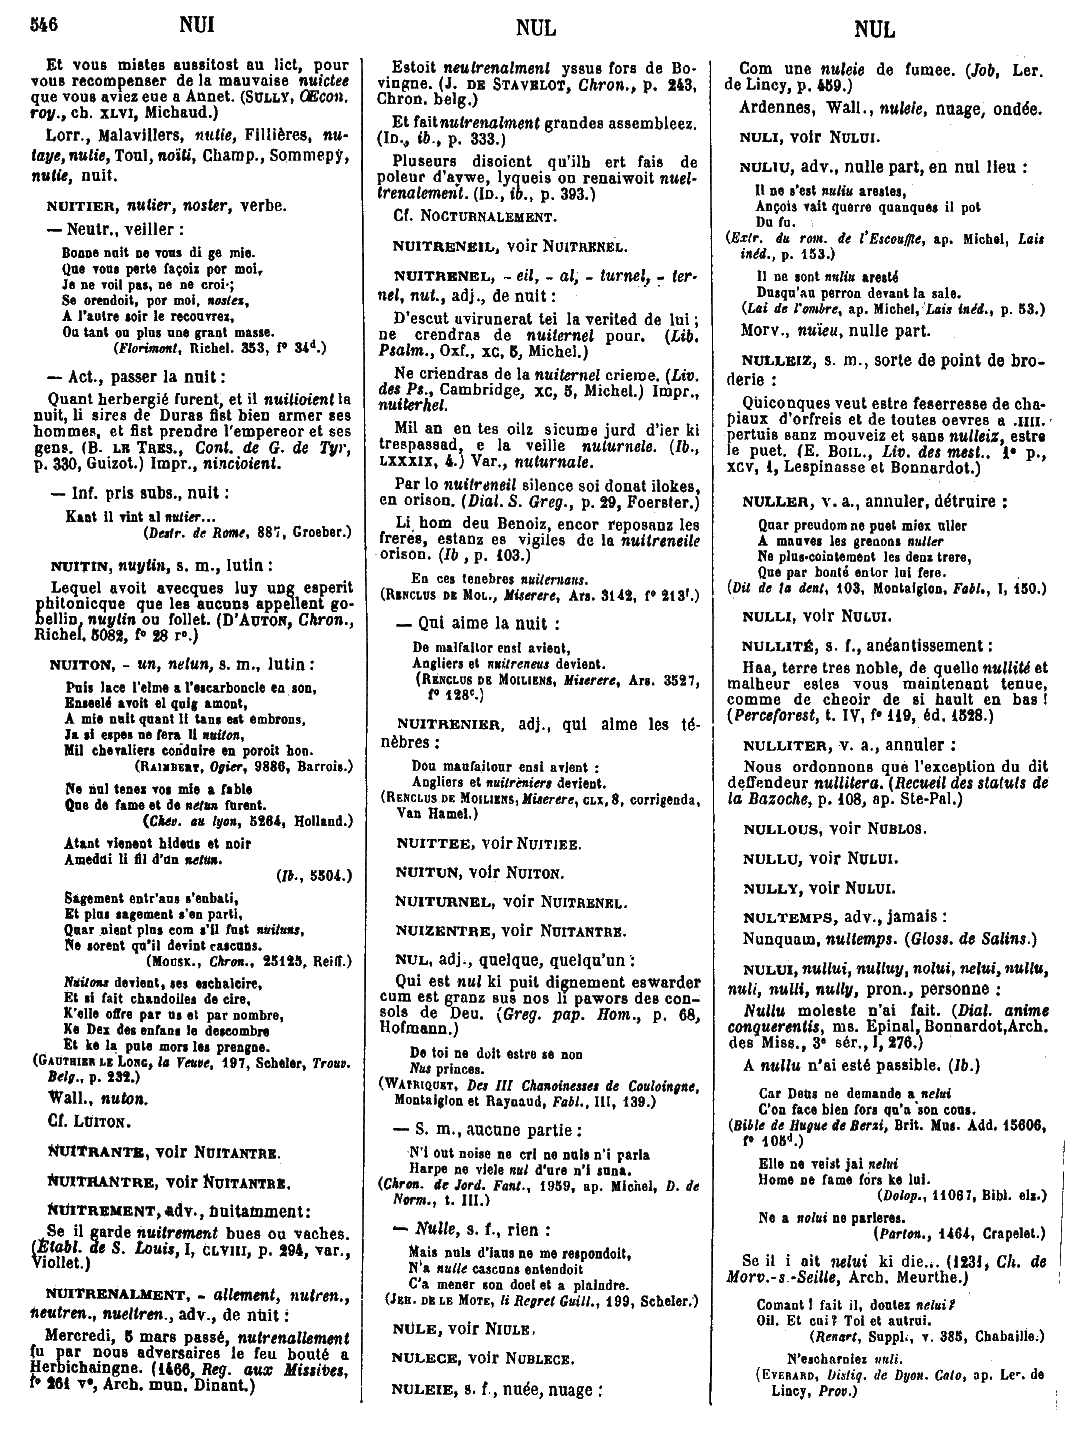 546 NUI NUL NUL
Et vous mistes aussitost au lict, pour
vous recompenser de la mauvaise nuictee
que vous aviez eue a Annet. (SULLY, Œcon.
roy., ch. XLVI, Michaud.)
Lorr., Malavillers, nutie, Fillières, nu-
taye, nutie, Toul, noïti, Champ., Sommepy,
nutie, nuit.
NUITIER, nutier, noster, verbe.
— Neutr., veiller :
Bonne nuit ne vous di ge mie.
Que vous perte façois por moi,
Je ne voil pas, ne ne croi ;
Se orendoit, por moi, nostez,
A l'autre soir le recouvrez,
Ou tant ou plus une grant masse.
(Florimont, Richel. 353, f° 34d.)
— Act., passer la nuit :
Quant herbergié furent, et il nuitioient la
nuit, li sires de Duras fist bien armer ses
hommes, et fist prendre l'empereor et ses
gens. (B. LE TRES., Cont. de G. de Tyr,
p. 330, Guizot.) Impr., nincioient.
— Inf. pris subs., nuit :
Kant il vint al nutier...
(Destr. de Rome, 887, Groeber.)
NUITIN, nuytin, s. m., lutin :
Lequel avoit avecques luy ung esperit
phitonicque que les aucuns appellent go-
bellin, nuytin ou follet. (D'AUTON, Chron.,
Richel. 5082, f° 28 r°.)
NUITON, - un, netun, s. m., lutin :
Puis lace l'elme a l'escarboncle en son,
Enseelé avoit el quig amont,
A mie nuit quant li tans est embrons,
Ja si espes ne fera li nuiton,
Mil chevaliers conduire en poroit hon.
(RAIMBERT, Ogier, 9886, Barrois.)
Ne nul tenez vos mie a fable
Que de fame et de netun furent.
(Chev. au lyon, 5264, Holland.)
Atant vienent hideus et noir
Amedui li fil d'un netun.
(Ib., 5504.)
Sagement entr'aus s'enbati,
Et plus sagement s'en parti,
Quar nient plus com s'il fust nuituns,
Ne sorent qu'il devint cascuns.
(MOUSK., Chron., 25125, Reiff.)
Nuitons devient, ses eschalcire,
Et si fait chandoiles de cire,
K'elle offre par us et par nombre,
Ke Dex des enfans le descombre
Et ke la pute mors les prengne.
(GAUTHIER LE LONG, la Veuve, 197, Scheler, Trouv.
Belg., p. 232.)
Wall., nuton.
Cf. LUITON.
NUITRANTE, voir NUITANTRE.
NUITRANTRE, voir NUITANTRE.
NUITREMENT, adv., nuitamment :
Se il garde nuitrement bues ou vaches.
(Etabl. de S. Louis, I, CLVIII, p. 294, var.,
Viollet.)
NUITRENALMENT, - allement, nutren.,
neutren., nueltren., adv., de nuit :
Mercredi, 5 mars passé, nutrenallement
fu par nous adversaires le feu bouté a
Herbichaingne. (1466, Reg. aux Missives,
f° 261 v°, Arch. mun. Dinant.)
Estoit neutrenalment yssus fors de Bo-
vingne. (J. DE STAVELOT, Chron., p. 243,
Chron. belg.)
Et fait nutrenalment grandes assembleez.
(ID., ib., p. 333.)
Pluseurs disoient qu'ilh ert fais de
poleur d'aywe, lyqueis on renaiwoit nuel-
trenalement. (ID., ib., p. 393.)
Cf. NOCTURNALEMENT.
NUITRENEIL, voir NUITRENEL.
NUITRENEL, - eil, - al, - turnel, - ter-
nel, nut., adj., de nuit :
D'escut avirunerat tei la verited de lui ;
ne crendras de nuiternel pour. (Lib.
Psalm., Oxf., XC, 5, Michel.)
Ne criendras de la nuiternel crieme. (Liv.
des Ps., Cambridge, XC, 5, Michel.) Impr.,
nuiterhel.
Mil an en tes oilz sicume jurd d'ier ki
trespassad, e la veille nuturnele. (Ib.,
LXXXIX, 4.) Var., nuturnale.
Par lo nuitreneil silence soi donat ilokes,
en orison. (Dial. S. Greg., p. 29, Foerster.)
Li hom deu Benoiz, encor reposanz les
freres, estanz es vigiles de la nuitreneile
orison. (Ib, p. 103.)
En ces tenebres nuiternaus.
(RENCLUS DE MOL., Miserere, Ars. 3142, f° 213f.)
— Qui aime la nuit :
De malfaitor ensi avient,
Angliers et nuitreneus devient.
(RENCLUS DE MOILIENS, Miserere, Ars. 3527,
f° 128c.)
NUITRENIER, adj., qui aime les té-
nèbres :
Dou maufaitour ensi avient :
Angliers et nuitreniers devient.
(RENCLUS DE MOILIENS, Miserere, CLX, 8, corrigenda,
Van Hamel.)
NUITTEE, voir NUITIEE.
NUITUN, voir NUITON.
NUITURNEL, voir NUITRENEL.
NUIZENTRE, voir NUITANTRE.
NUL, adj., quelque, quelqu'un :
Qui est nul ki puit dignement eswarder
cum est granz sus nos li pawors des con-
sols de Deu. (Greg. pap. Hom., p. 68,
Hofmann.)
De toi ne doit estre se non
Nus princes.
(WATRIQUET, Des III Chanoinesses de Couloingne,
Montaiglon et Raynaud, Fabl., III, 139.)
— S. m., aucune partie :
N'i out noise ne cri ne nuls n'i parla
Harpe ne viele nul d'ure n'i suna.
(Chron. de Jord. Fant., 1959, ap. Michel, D. de
Norm., t. III.)
— Nulle, s. f., rien :
Mais nuls d'iaus ne me respondoit,
N'a nulle cascuns entendoit
C'a mener son doel et a plaindre.
(JEH. DE LE MOTE, li Regret Guill., 199, Scheler.)
NULE, voir NIULE.
NULECE, voir NUBLECE.
NULEIE, s. f., nuée, nuage :
Com une nuleie de fumee. (Job, Ler.
de Lincy, p. 459.)
Ardennes, Wall., nuleie, nuage, ondée.
NULI, voir NULUI.
NULIU, adv., nulle part, en nul lieu :
Il ne s'est nuliu arestes,
Ançois vait querre quanques il pot
Du fu.
(Extr. du rom. de l'Escouffle, ap. Michel, Lais
inéd., p. 153.)
Il ne sont nuliu aresté
Dusqu'au perron devant la sale.
(Lai de l'ombre, ap. Michel, Lais inéd., p. 53.)
Morv., nuïeu, nulle part.
NULLEIZ, s. m., sorte de point de bro-
derie :
Quiconques veut estre feserresse de cha-
piaux d'orfreis et de toutes oevres a .IIII.
pertuis sanz mouveiz et sans nulleiz, estre
le puet. (E. BOIL., Liv. des mest., 1e p.,
XCV, 1, Lespinasse et Bonnardot.)
NULLER, v. a., annuler, détruire :
Quar preudom ne puet miex uller
A mauves les grenons nuller
Ne plus cointement les denz trere,
Que par bonté entor lui fere.
(Dit de la dent, 103, Montaiglon, Fabl., I, 150.)
NULLI, voir NULUI.
NULLITÉ, s. f., anéantissement :
Haa, terre tres noble, de quelle nullité et
malheur estes vous maintenant tenue,
comme de cheoir de si hault en bas !
(Perceforest, t. IV, f° 119, éd. 1528.)
NULLITER, v. a., annuler :
Nous ordonnons que l'exception du dit
deffendeur nullitera. (Recueil des statuts de
la Bazoche, p. 108, ap. Ste-Pal.)
NULLOUS, voir NUBLOS.
NULLU, voir NULUI.
NULLY, voir NULUI.
NULTEMPS, adv., jamais :
Nunquam, nultemps. (Gloss. de Salins.)
NULUI, nullui, nulluy, nolui, nelui, nullu,
nuli, nulli, nully, pron., personne :
Nullu moleste n'ai fait. (Dial. anime
conquerentis, ms. Epinal, Bonnardot, Arch.
des Miss., 3e sér., I, 276.)
A nullu n'ai esté passible. (Ib.)
Car Deus ne demande a nelui
C'on face bien fors qu'a son cous.
(Bible de Hugue de Berzi, Brit. Mus. Add. 15606,
f° 105d.)
Elle ne veist jai nelui
Home ne fame fors ke lui.
(Dolop., 11067, Bibl. elz.)
Ne a nolui ne parleres.
(Parton., 1464, Crapelet.)
Se il i ait nelui ki die... (1231, Ch. de
Morv.-s.-Seille, Arch. Meurthe.)
Comant ! fait il, doutez nelui ?
Oil. Et cui ? Toi et autrui.
(Renart, Suppl., v. 385, Chabaille.)
N'escharniez nuli.
(EVERARD, Distiq. de Dyon. Cato, ap. Ler. de
Lincy, Prov.)